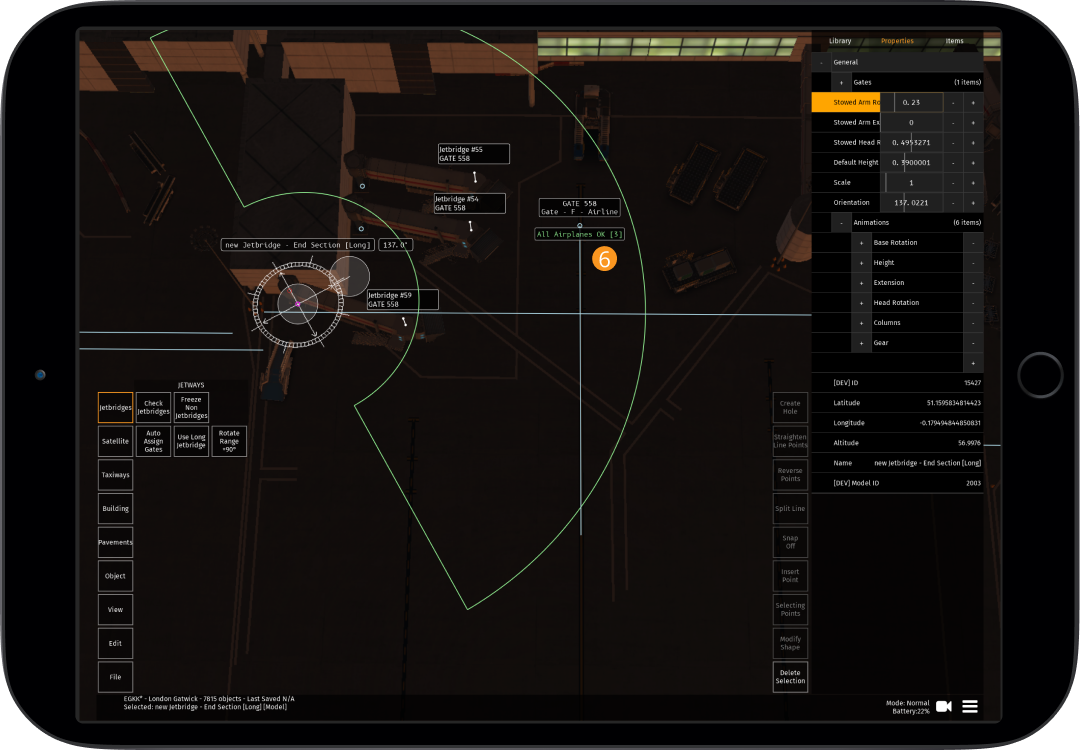 Library
Properties
Items
- General
+ Gates (1 items)
Stowed Arm Ro 0. 23 - +
Stowed Arm Ex 0 - +
Stowed Head R 0. 4953271 - +
Default Height 0. 3900001 - +
Scale 1 - +
Orientation 137. 0221 - +
- Animations (6 items)
+ Base Rotation -
+ Height -
+ Extension -
+ Head Rotation -
+ Columns -
+ Gear -
+
[DEV] ID 15427
Latitude 51.1595834814423
Longitude -0.179494844850831
Altitude 56.9976
Name new Jetbridge - End Section [Long]
[DEV] Model ID 2003
Jetbridge #55
GATE 558
Jetbridge #54
GATE 558
GATE 558
Gate - F - Airline
All Airplanes OK [3]
6
new Jetbridge - End Section [Long]
137.0°
Jetbridge #59
GATE 558
JETWAYS
Jetbridges
Check
Jetbridges
Freeze
Non
Jetbridges
Satellite
Auto
Assign
Gates
Use Long
Jetbridge
Rotate
Range
+90°
Taxiways
Building
Pavements
Object
View
Edit
File
Create
Hole
Straighten
Line Points
Reverse
Points
Split Line
Snap
Off
Insert
Point
Selecting
Points
Modify
Shape
Delete
Selection
EGKK* - London Gatwick - 7815 objects - Last Saved N/A
Selected: new Jetbridge - End Section [Long] [Model]
Mode: Normal
Battery:22%